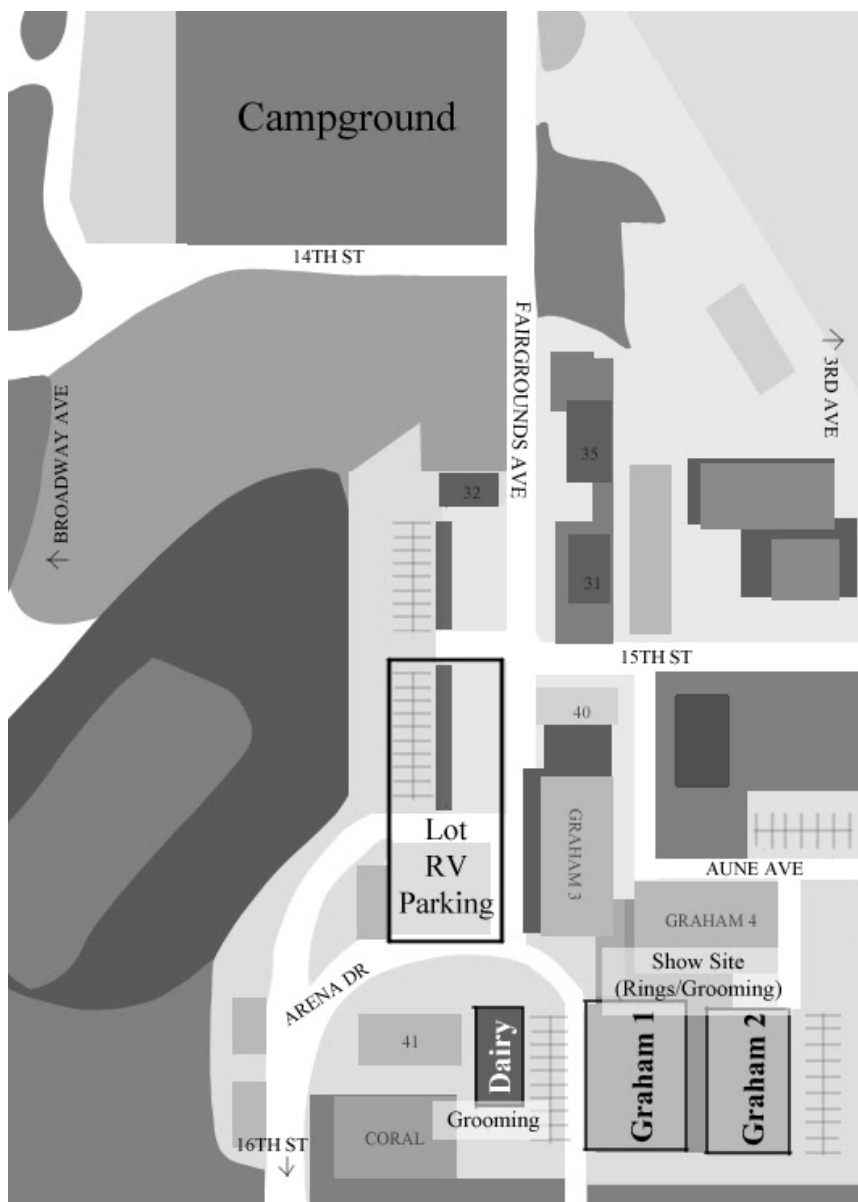 Campground
14TH ST
FAIRGROUNDS AVE
3RD AVE
BROADWAY AVE
35
32
31
15TH ST
40
Lot
RV
Parking
GRAHAM 3
AUNE AVE
GRAHAM 4
Show Site
(Rings/Grooming)
ARENA DR
41
Dairy
Graham 1
Graham 2
Grooming
CORAL
16TH ST